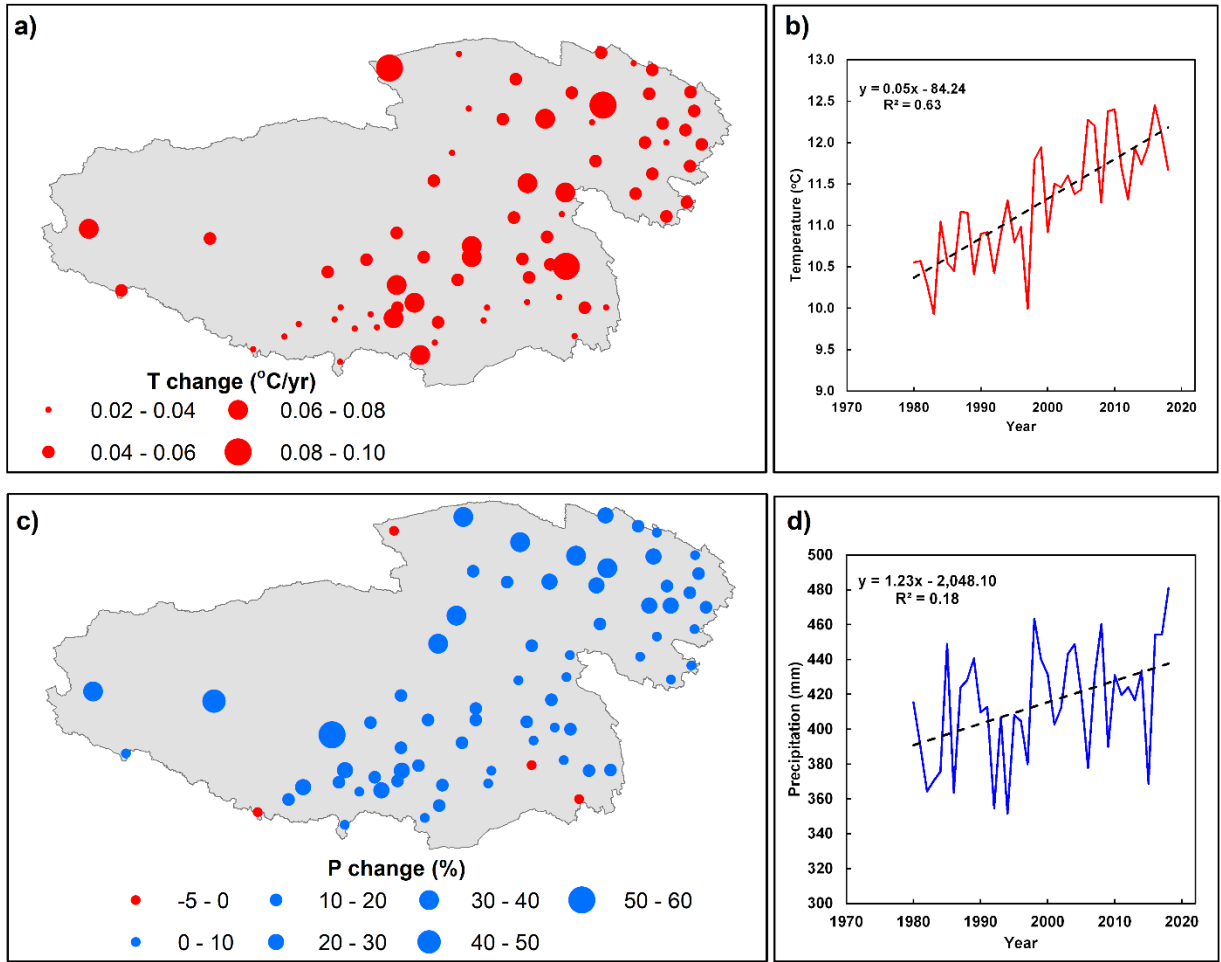 a)
T change (°C/yr)
0.02 - 0.04
0.06 - 0.08
0.04 - 0.06
0.08 - 0.10
b)
y = 0.05x - 84.24
R² = 0.63
13.0
12.5
12.0
11.5
11.0
10.5
10.0
9.5
9.0
Temperature (°C)
1970
1980
1990
2000
2010
2020
Year
c)
P change (%)
-5 - 0
10 - 20
30 - 40
50 - 60
0 - 10
20 - 30
40 - 50
d)
y = 1.23x - 2,048.10
R² = 0.18
500
480
460
440
420
400
380
360
340
320
300
Precipitation (mm)
1970
1980
1990
2000
2010
2020
Year